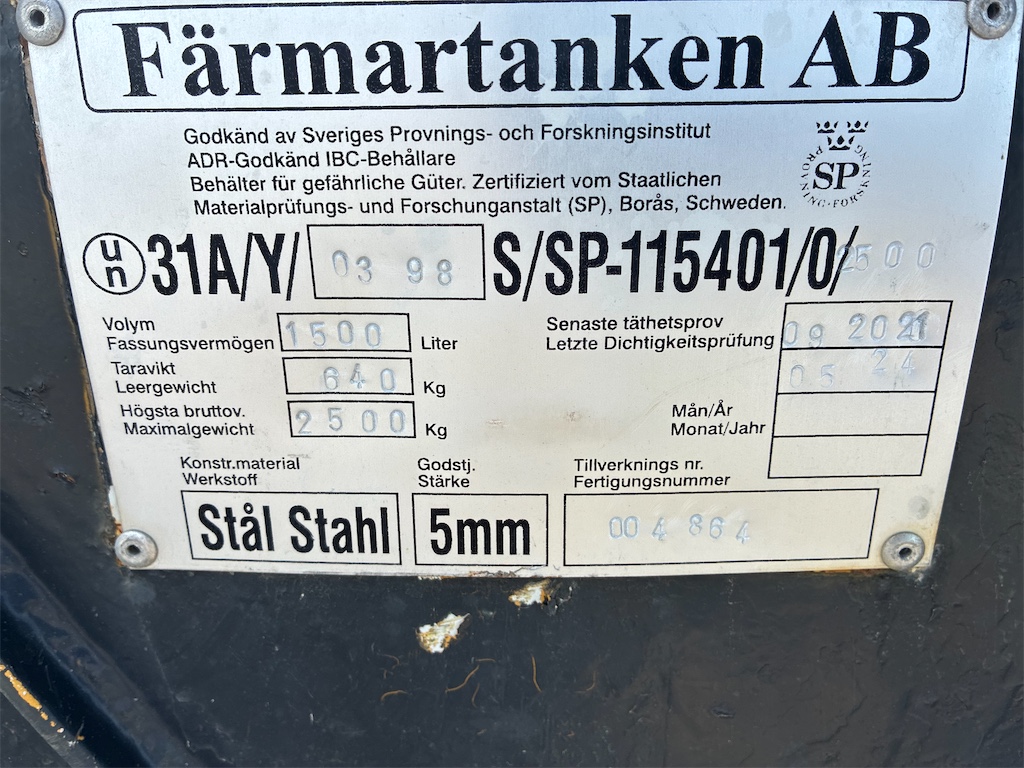 Färmartanken AB
Godkänd av Sveriges Provnings- och Forskningsinstitut
ADR-Godkänd IBC-Behållare
Behälter für gefährliche Güter. Zertifiziert vom Staatlichen
Materialprüfungs- und Forschunganstalt (SP), Borås, Schweden.
SP
PROVNING·FORSKNING
un 31A/Y/ 03 98 S/SP-115401/0/2500
Volym
Fassungsvermögen 1500 Liter
Taravikt
Leergewicht 640 Kg
Högsta bruttov.
Maximalgewicht 2500 Kg
Senaste täthetsprov
Letzte Dichtigkeitsprüfung 09 2021
05 24
Mån/År
Monat/Jahr
Konstr.material
Werkstoff
Stål Stahl
Godstj.
Stärke
5mm
Tillverknings nr.
Fertigungsnummer
004864